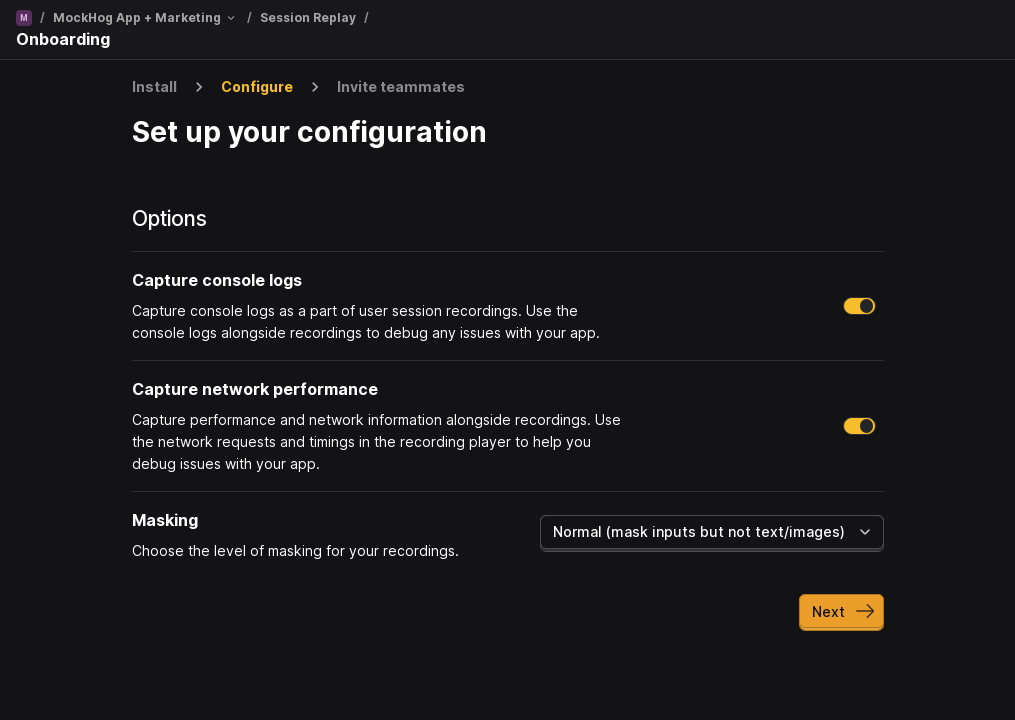 M / MockHog App + Marketing / Session Replay /
Onboarding
Install > Configure > Invite teammates
Set up your configuration
Options
Capture console logs
Capture console logs as a part of user session recordings. Use the
console logs alongside recordings to debug any issues with your app.
Capture network performance
Capture performance and network information alongside recordings. Use
the network requests and timings in the recording player to help you
debug issues with your app.
Masking
Normal (mask inputs but not text/images)
Choose the level of masking for your recordings.
Next